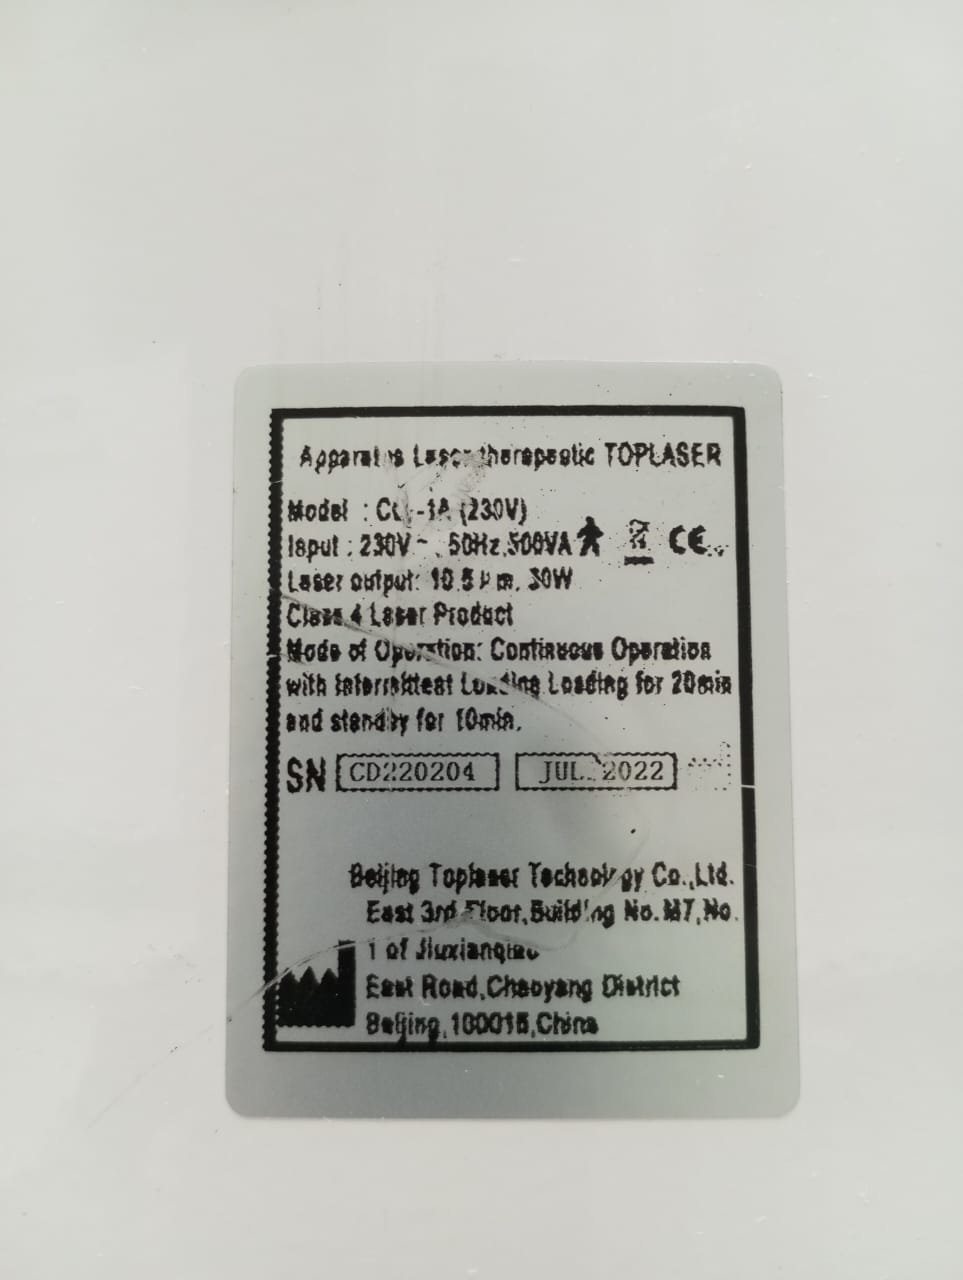 Apparatus Laser therapeutic TOPLASER
Model : -1A (230V)
Input : 230V ~ , 50Hz, 500VA CE
Laser output: 10.6 μm, 30W
Class 4 Laser Product
Mode of Operation: Continuous Operation
with Intermittent Loading Loading for 20min
and standby for 10min.
SN CD220204 JUL. 2022
Beijing Toplaser Technology Co.,Ltd.
East 3rd Floor,Building No.M7,No.
1 of Jiuxianqiao
East Road,Chaoyang District
Beijing,100015,China